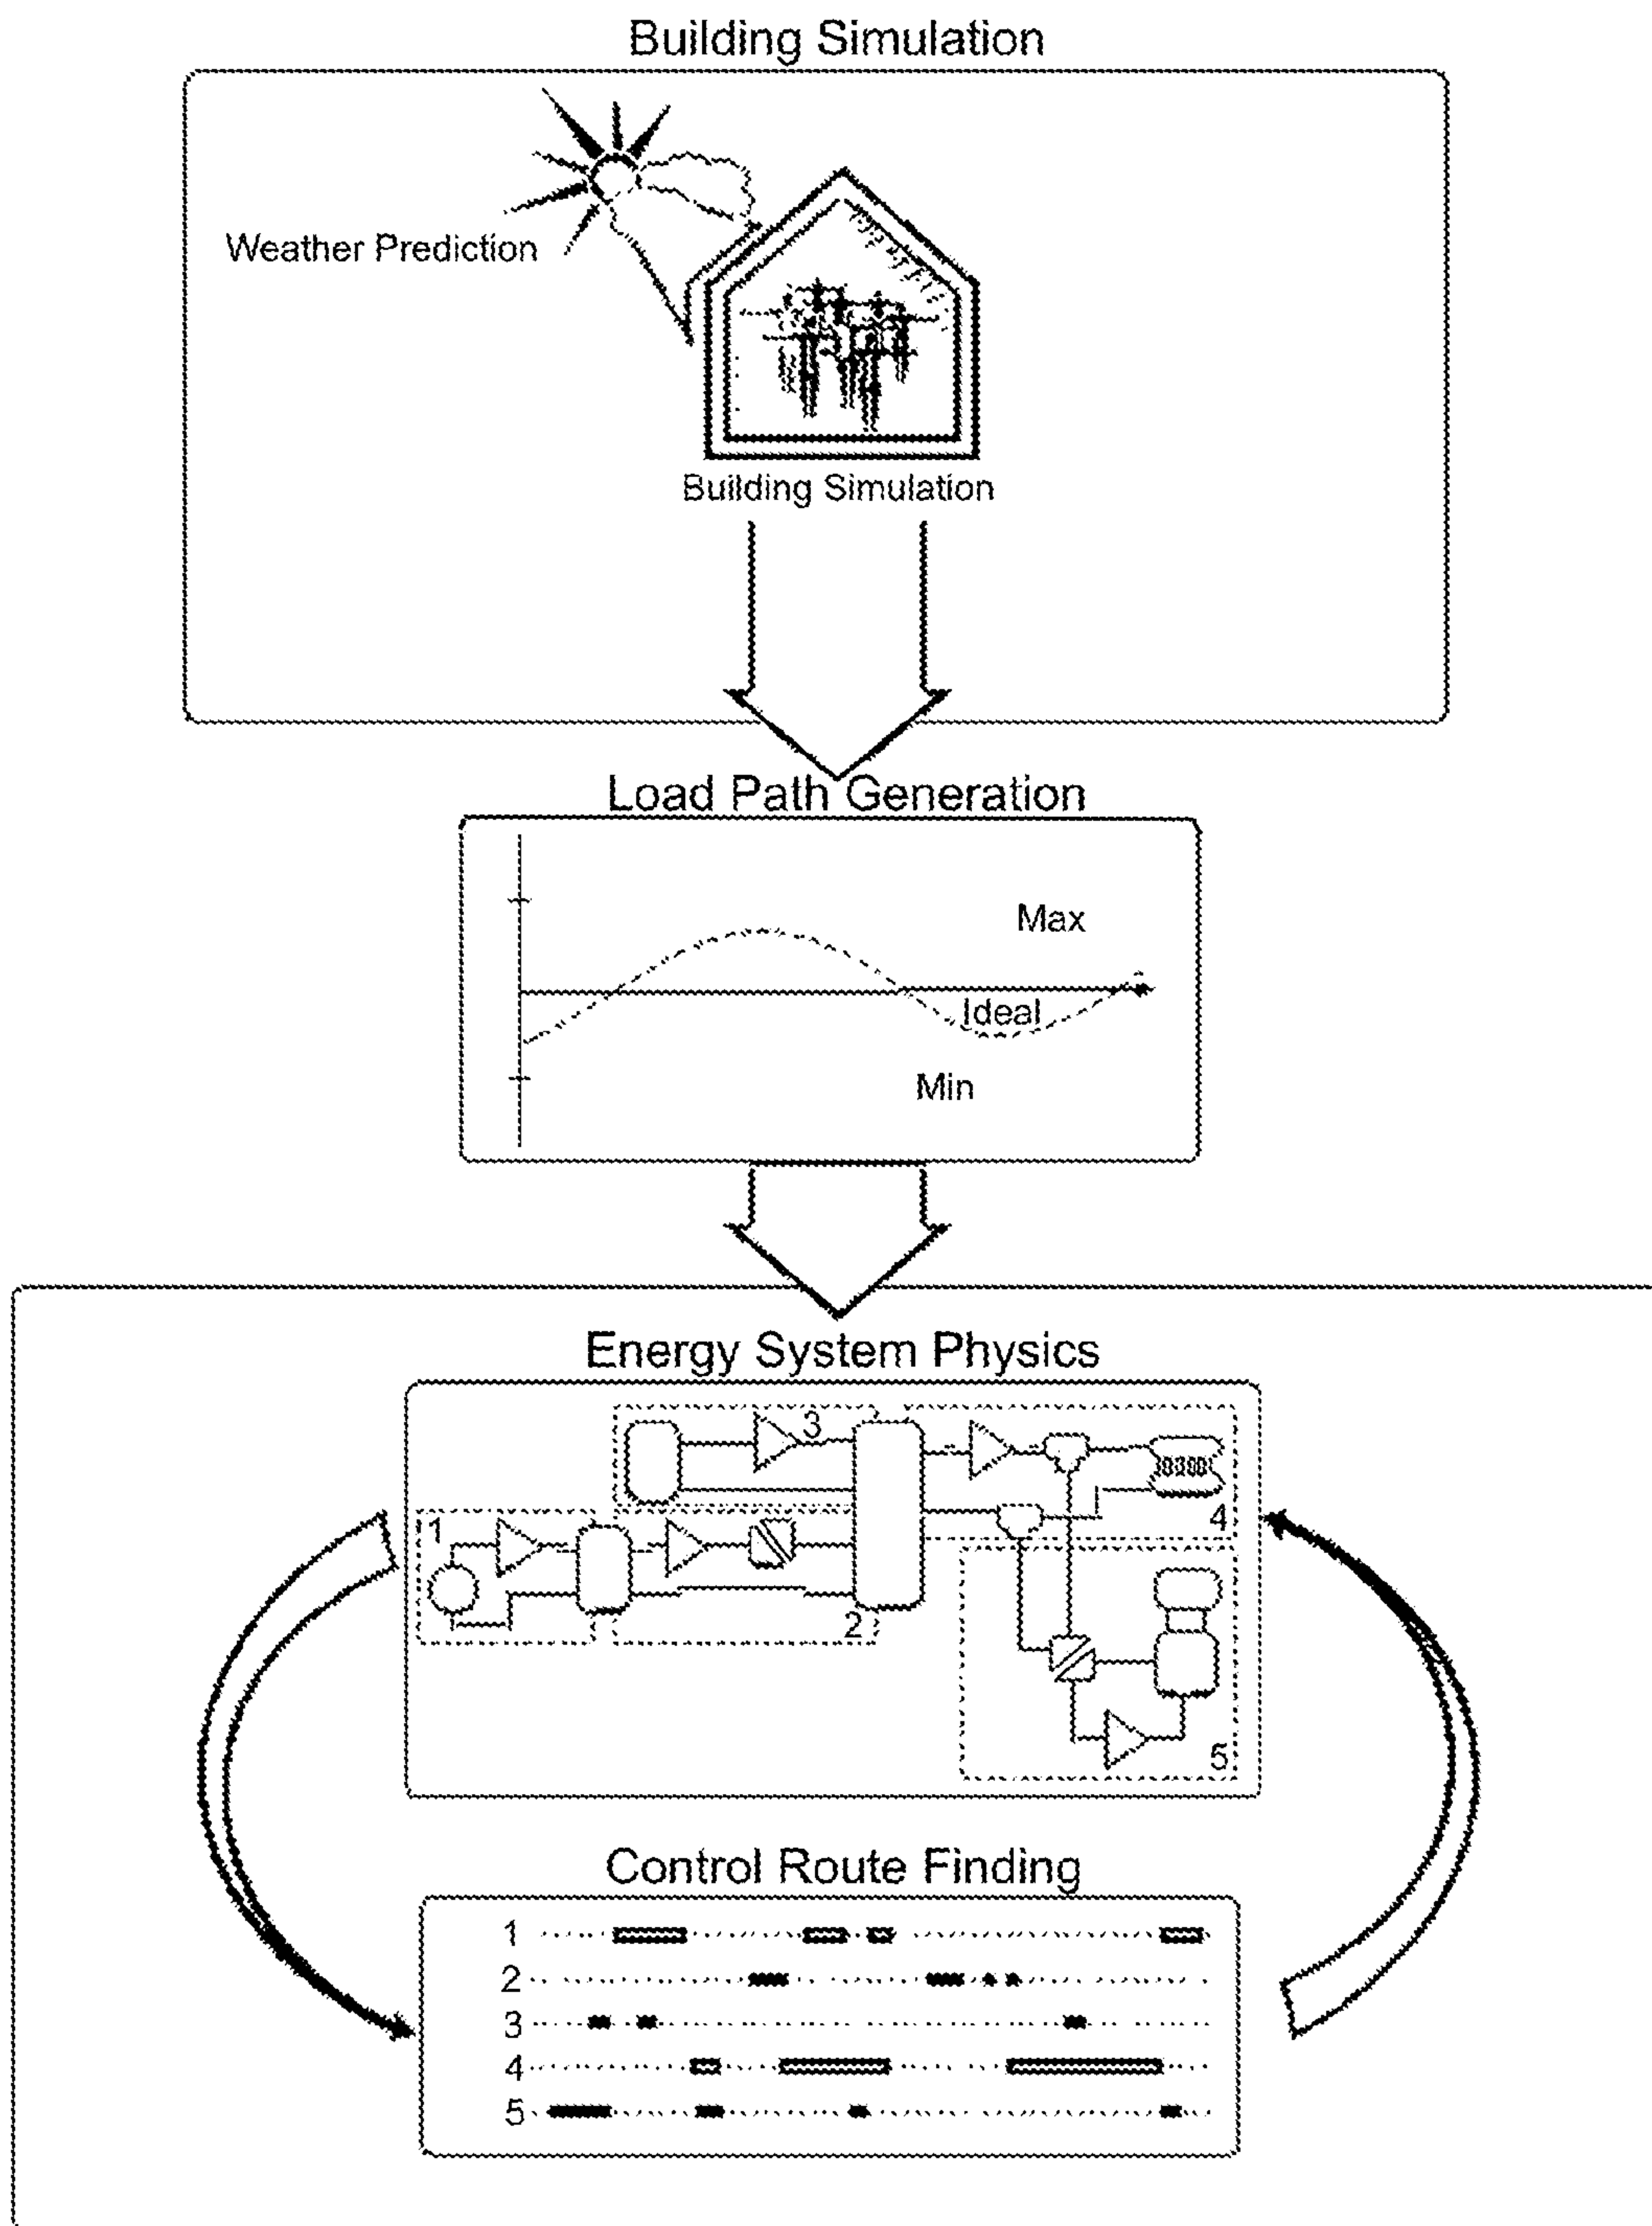 Building Simulation
Weather Prediction
Building Simulation
Load Path Generation
Max
Ideal
Min
Energy System Physics
3
1
4
2
5
Control Route Finding
1
2
3
4
5